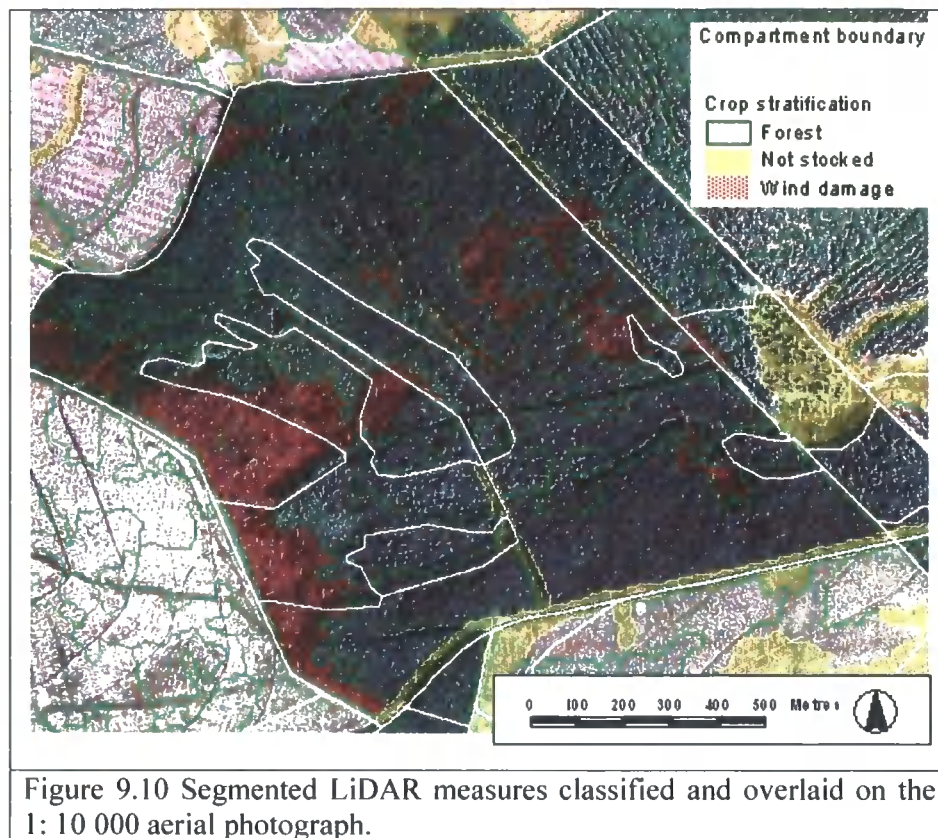 Compartment boundary
Crop stratification
Forest
Not stocked
Wind damage
0 100 200 300 400 500 Metres
Figure 9.10 Segmented LiDAR measures classified and overlaid on the
1: 10 000 aerial photograph.